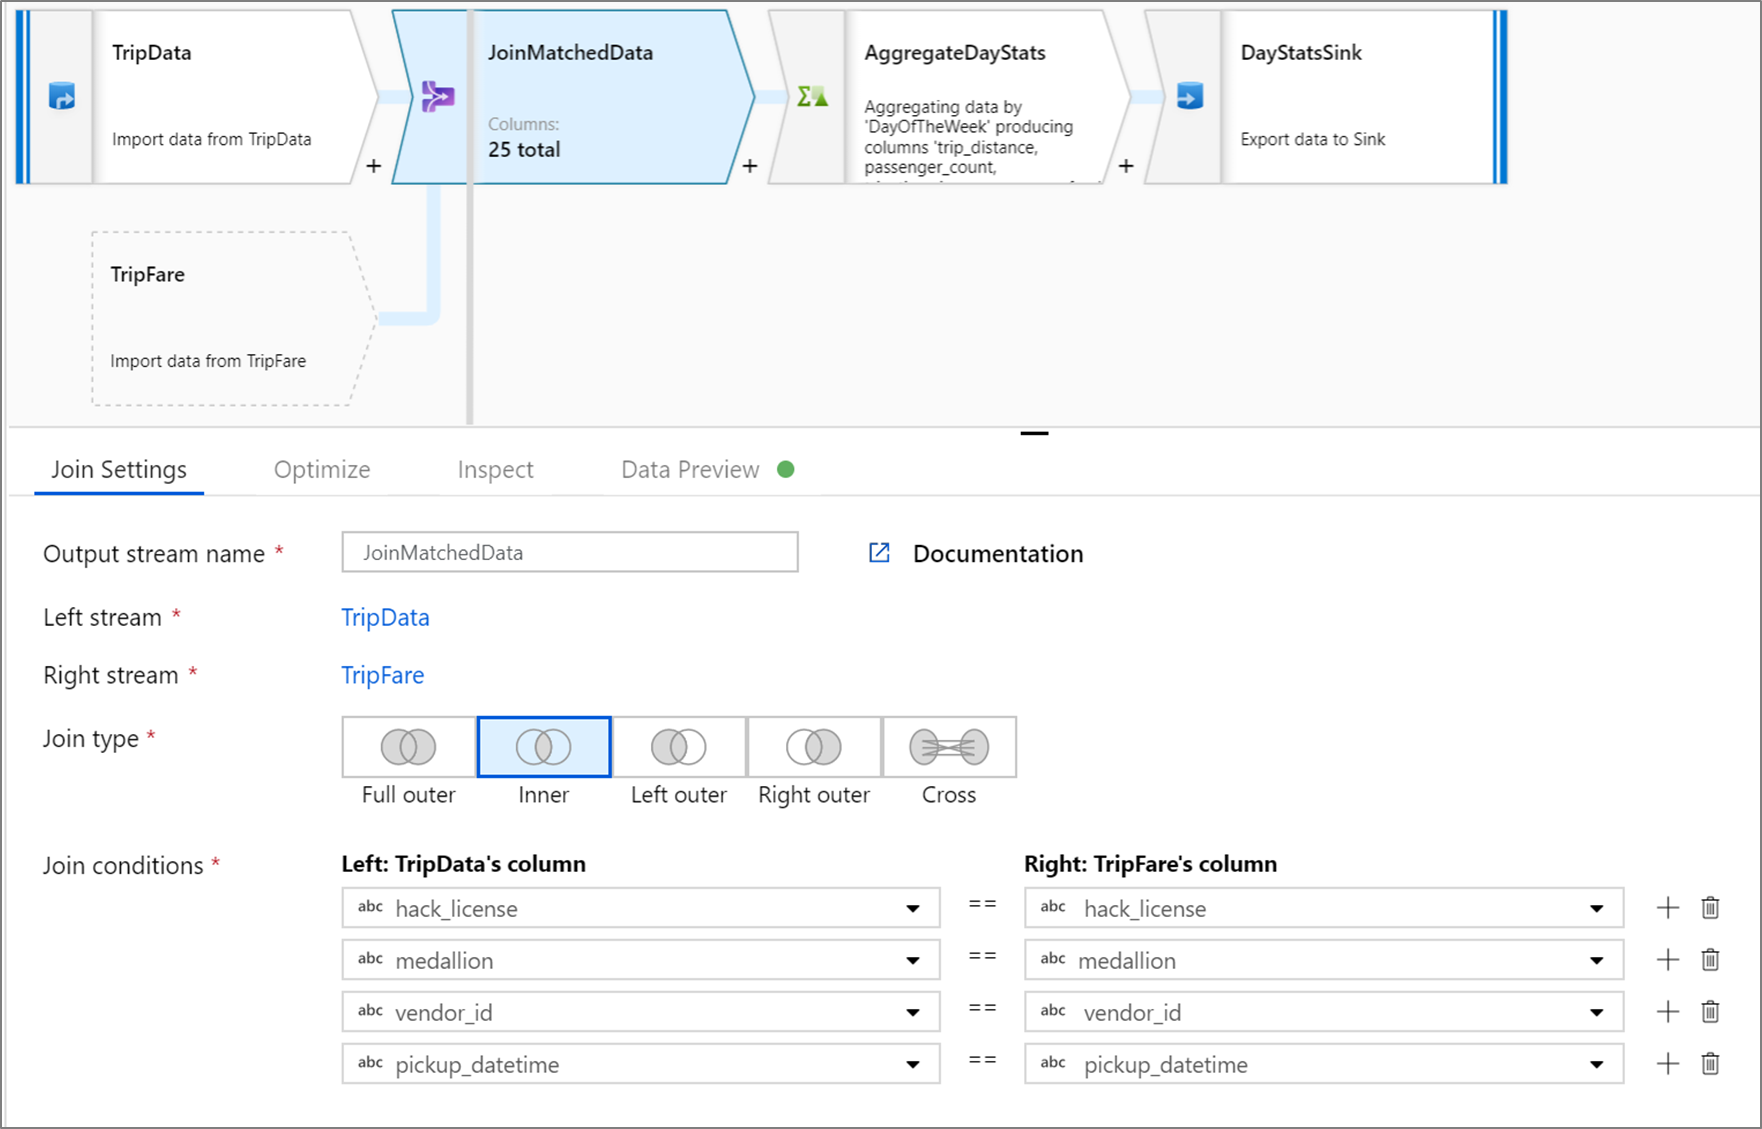 TripData
Import data from TripData
+
JoinMatchedData
Columns:
25 total
+
AggregateDayStats
Aggregating data by
'DayOfTheWeek' producing
columns 'trip_distance,
passenger_count,
+
DayStatsSink
Export data to Sink
TripFare
Import data from TripFare
Join Settings
Optimize
Inspect
Data Preview
Output stream name *
JoinMatchedData
Documentation
Left stream *
TripData
Right stream *
TripFare
Join type *
Full outer
Inner
Left outer
Right outer
Cross
Join conditions *
Left: TripData's column
Right: TripFare's column
abc hack_license
==
abc hack_license
abc medallion
==
abc medallion
abc vendor_id
==
abc vendor_id
abc pickup_datetime
==
abc pickup_datetime